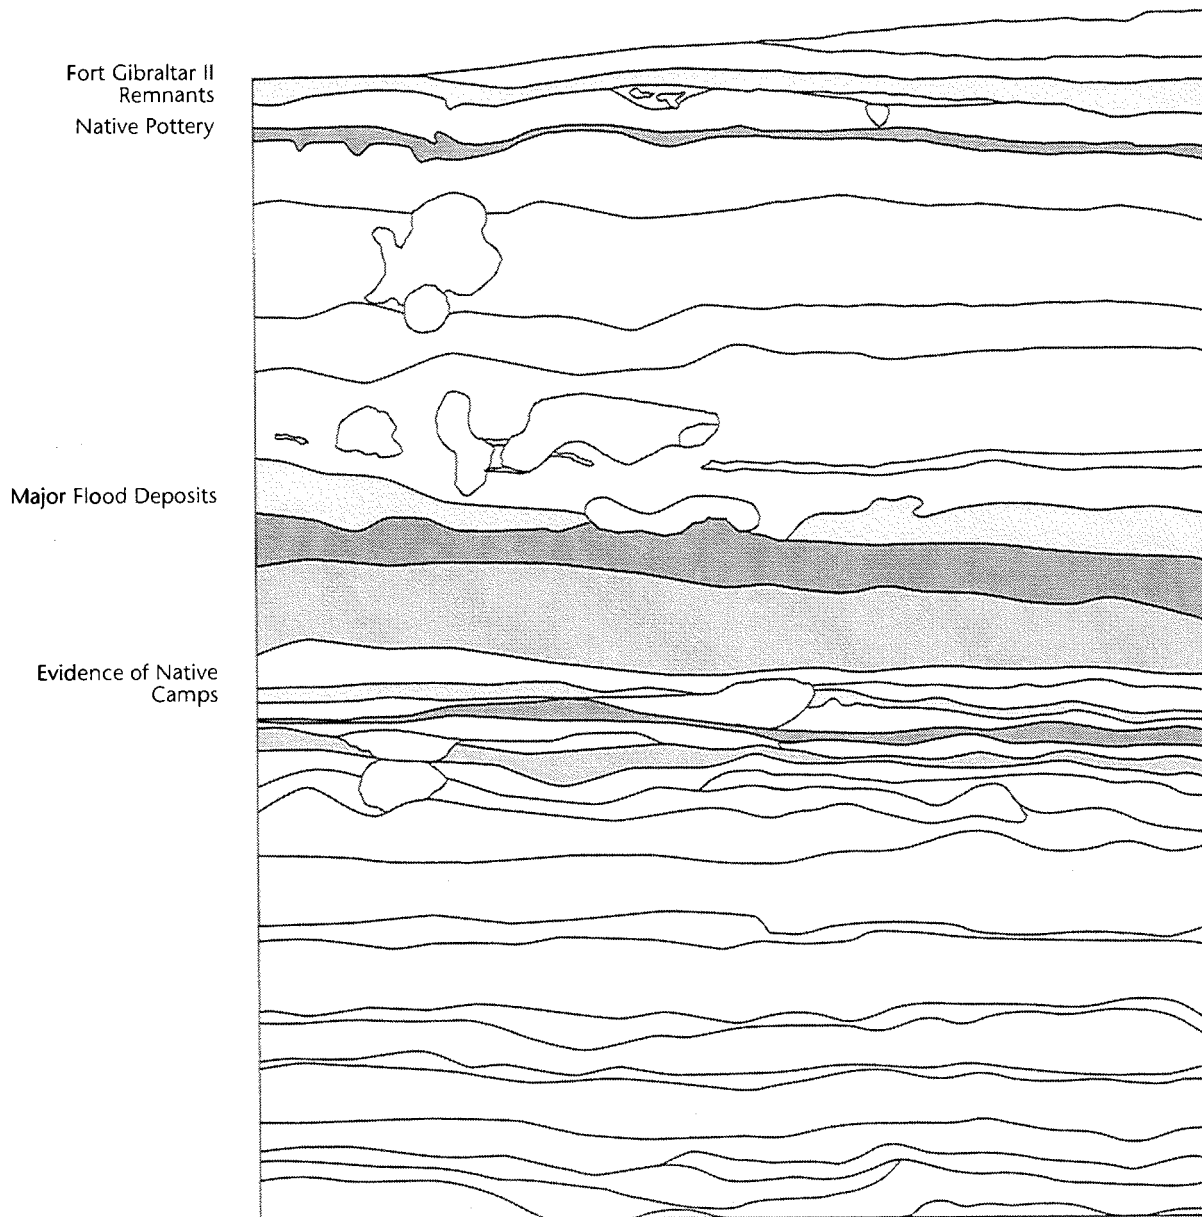 Fort Gibraltar II
Remnants
Native Pottery
Major Flood Deposits
Evidence of Native
Camps